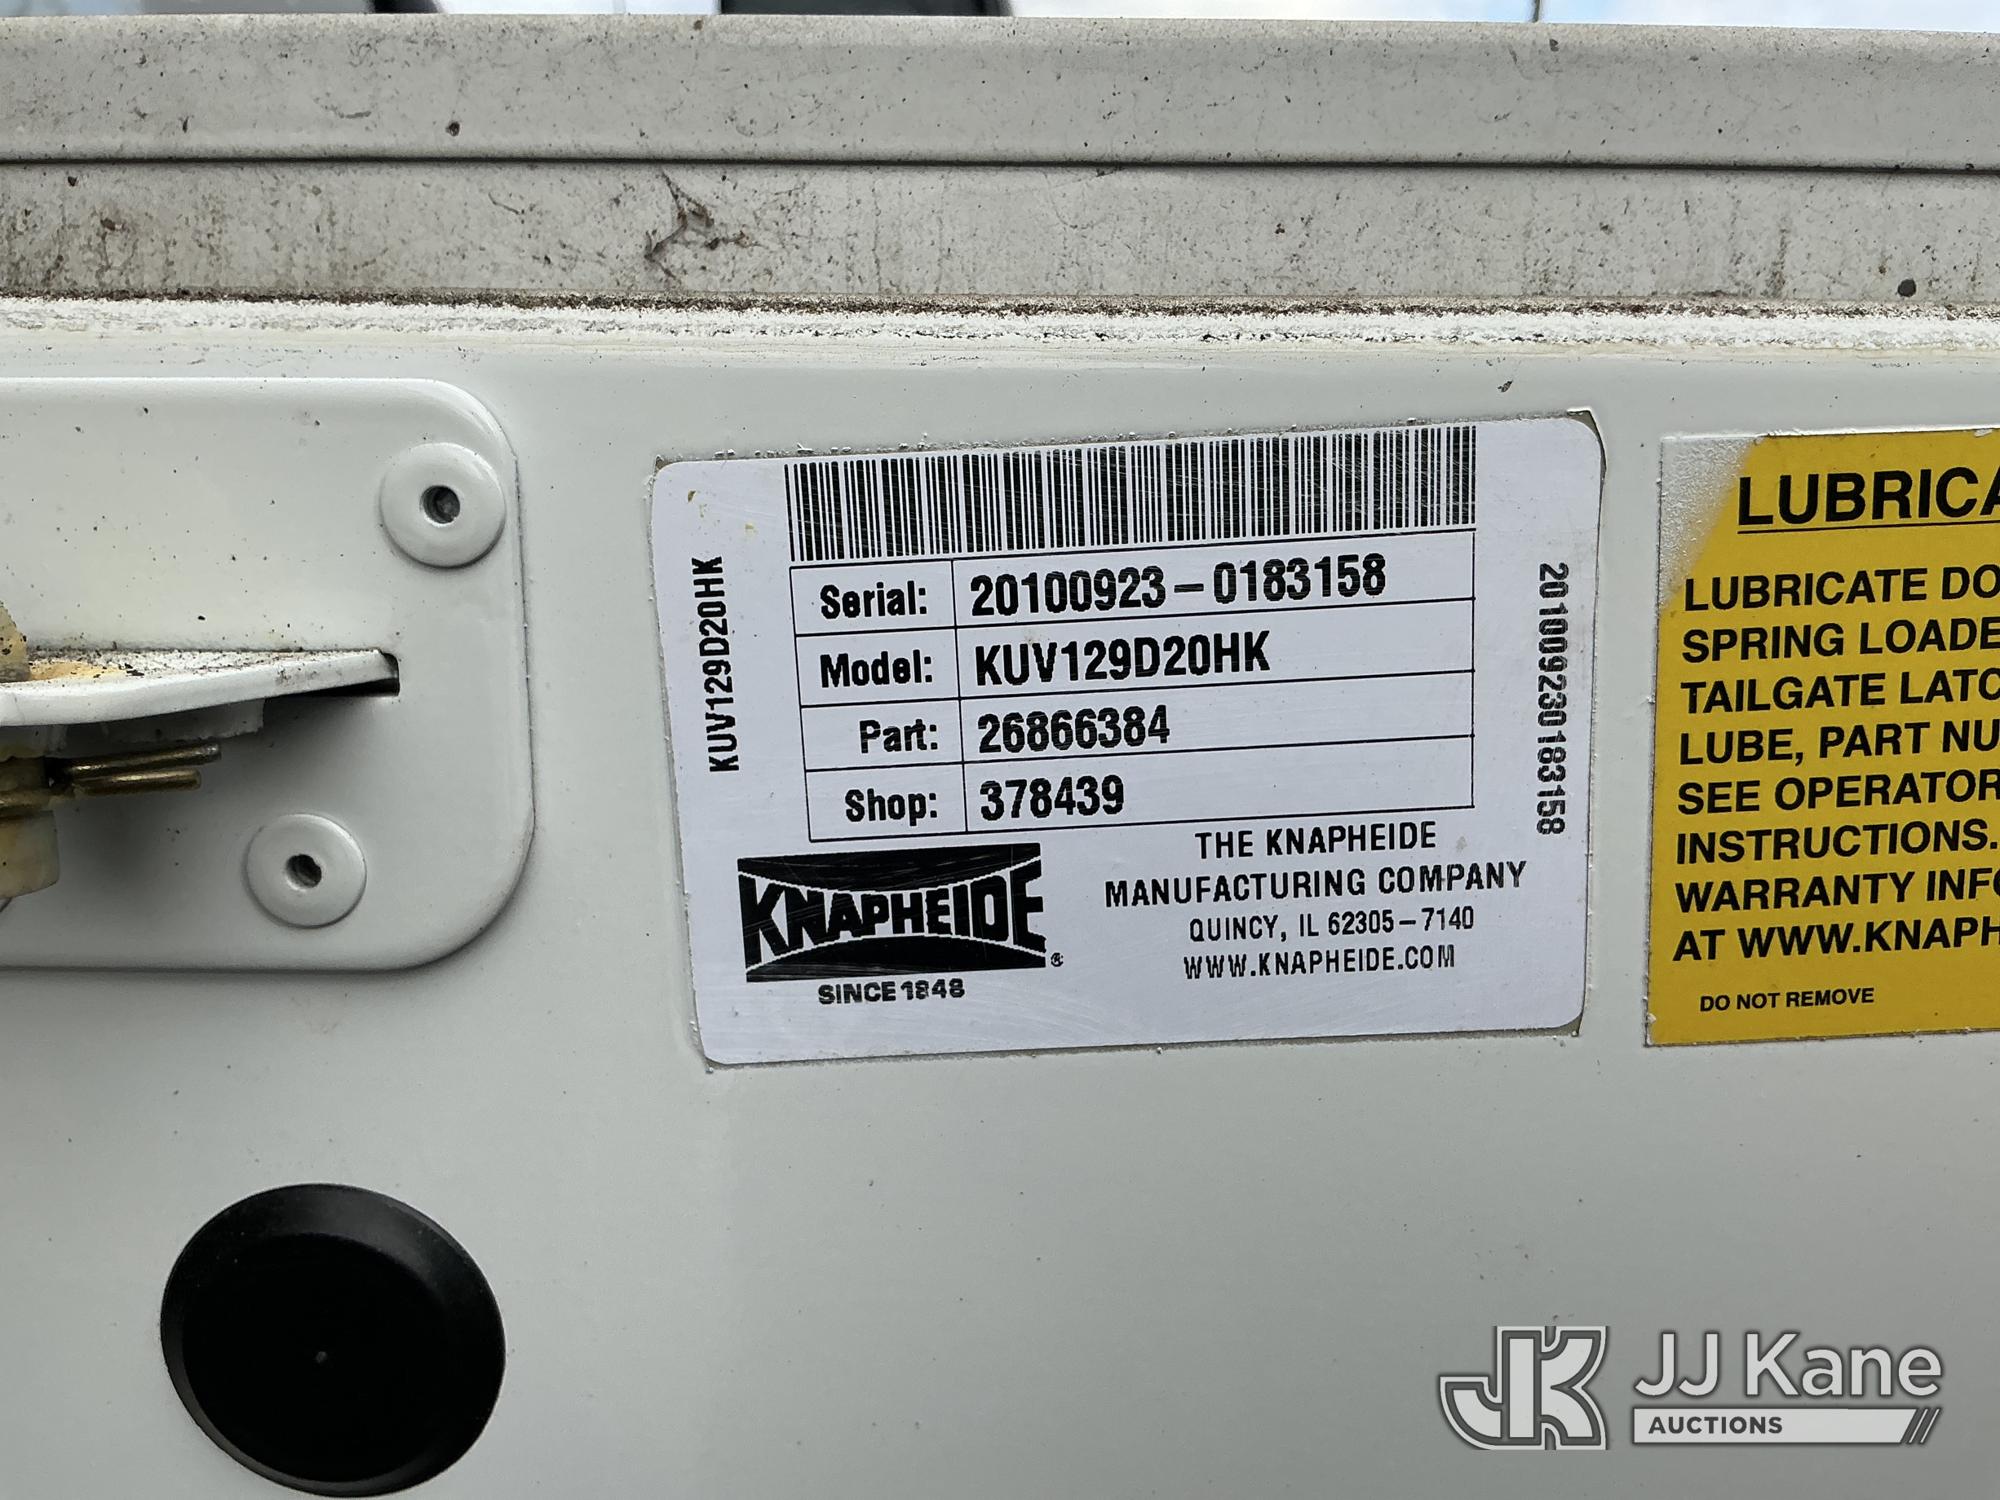 KUV129D20HK
Serial: 20100923-0183158
Model: KUV129D20HK
Part: 26866384
Shop: 378439
201009230183158
KNAPHEIDE®
SINCE 1848
THE KNAPHEIDE
MANUFACTURING COMPANY
QUINCY, IL 62305-7140
WWW.KNAPHEIDE.COM
LUBRICA
LUBRICATE DO
SPRING LOADE
TAILGATE LATC
LUBE, PART NU
SEE OPERATOR
INSTRUCTIONS.
WARRANTY INFO
AT WWW.KNAPH
DO NOT REMOVE
JK JJ Kane
AUCTIONS